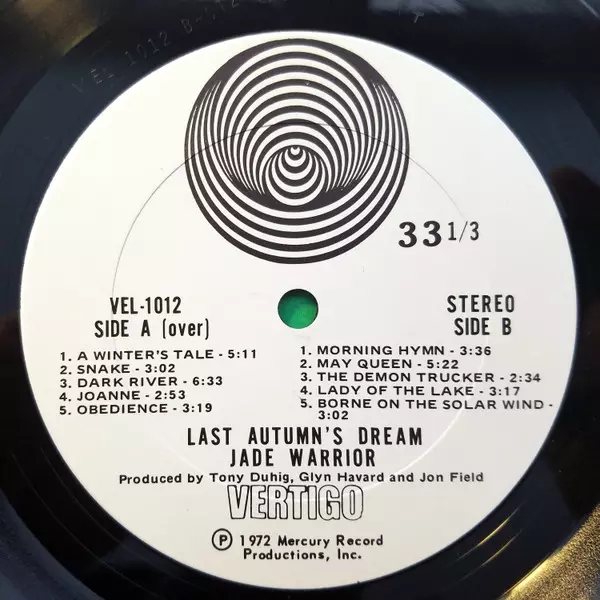 VEL 1012 B
33 1/3
VEL-1012
SIDE A (over)
1. A WINTER'S TALE - 5:11
2. SNAKE - 3:02
3. DARK RIVER - 6:33
4. JOANNE - 2:53
5. OBEDIENCE - 3:19
STEREO
SIDE B
1. MORNING HYMN - 3:36
2. MAY QUEEN - 5:22
3. THE DEMON TRUCKER - 2:34
4. LADY OF THE LAKE - 3:17
5. BORNE ON THE SOLAR WIND -
3:02
LAST AUTUMN'S DREAM
JADE WARRIOR
Produced by Tony Duhig, Glyn Havard and Jon Field
VERTIGO
Ⓟ 1972 Mercury Record
Productions, Inc.